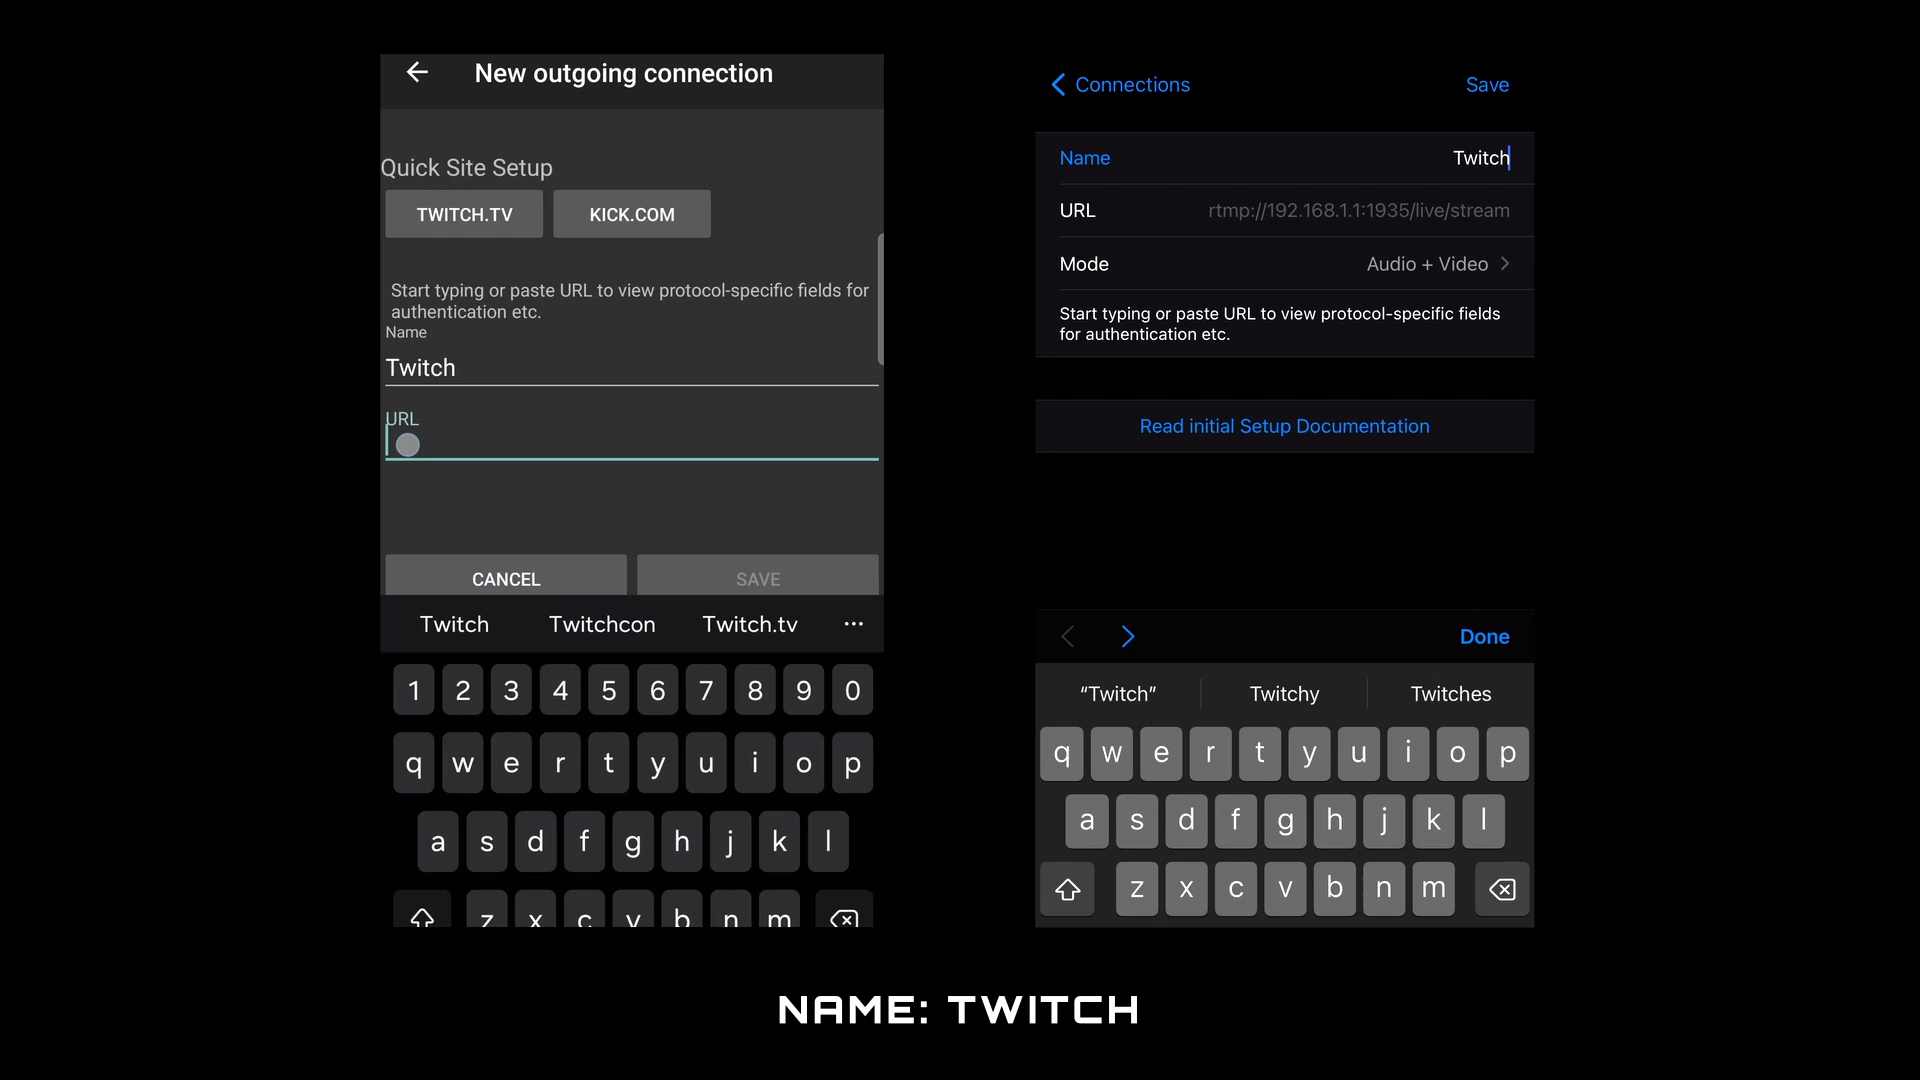 New outgoing connection
Quick Site Setup
TWITCH.TV
KICK.COM
Start typing or paste URL to view protocol-specific fields for
authentication etc.
Name
Twitch
URL
CANCEL
SAVE
Twitch
Twitchcon
Twitch.tv
1 2 3 4 5 6 7 8 9 0
q w e r t y u i o p
a s d f g h j k l
z x c v b n m
Connections
Save
Name
Twitch
URL
rtmp://192.168.1.1:1935/live/stream
Mode
Audio + Video
Start typing or paste URL to view protocol-specific fields
for authentication etc.
Read initial Setup Documentation
Done
“Twitch”
Twitchy
Twitches
q w e r t y u i o p
a s d f g h j k l
z x c v b n m
NAME: TWITCH